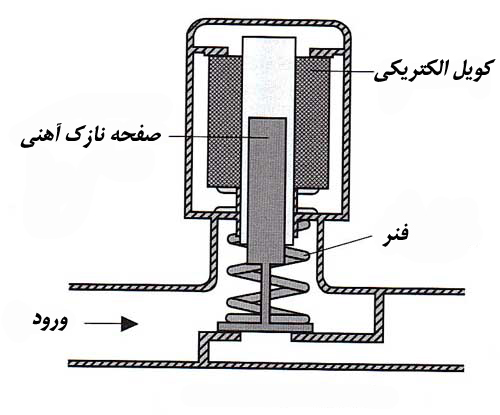 کویل الکتریکی
صفحه نازک آهنی
فنر
ورود